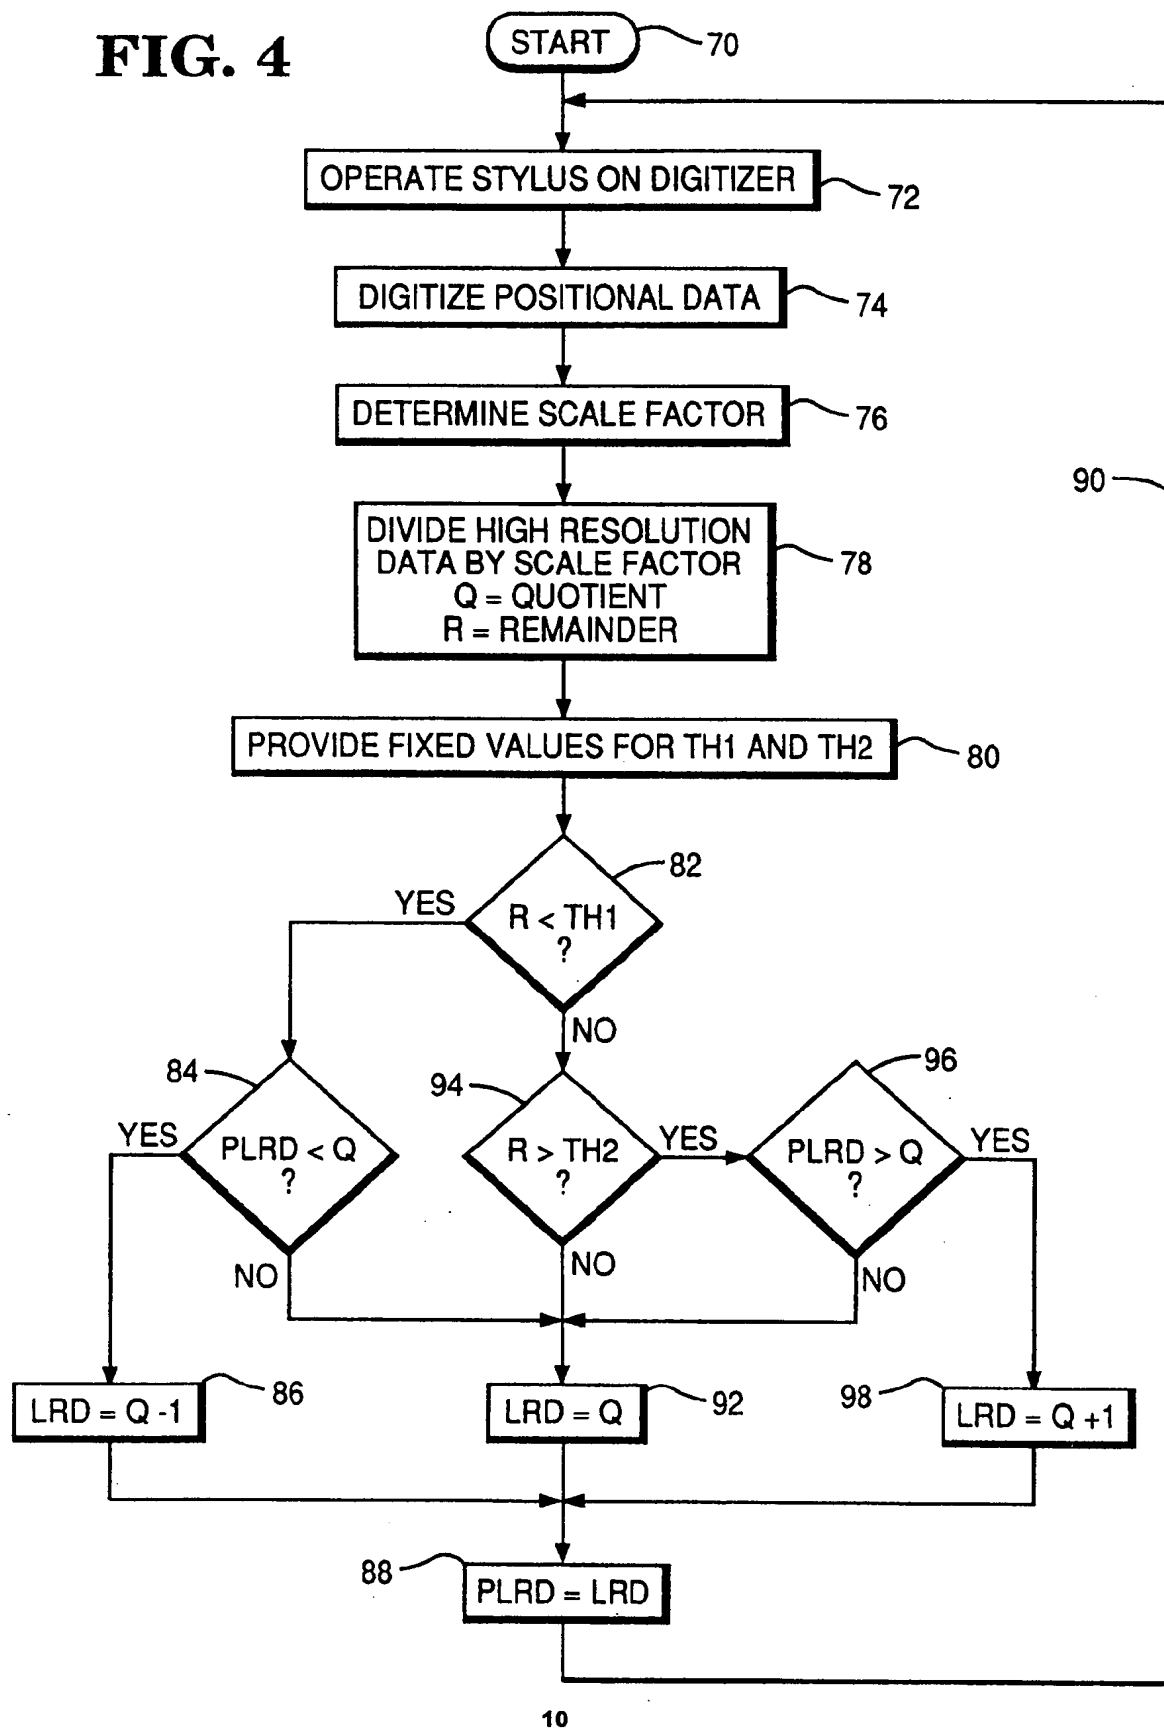 FIG. 4
START
70
OPERATE STYLUS ON DIGITIZER
72
DIGITIZE POSITIONAL DATA
74
DETERMINE SCALE FACTOR
76
90
DIVIDE HIGH RESOLUTION
DATA BY SCALE FACTOR
Q = QUOTIENT
R = REMAINDER
78
PROVIDE FIXED VALUES FOR TH1 AND TH2
80
82
YES
R < TH1
?
NO
84
94
96
YES
PLRD < Q
?
R > TH2
?
YES
PLRD > Q
?
YES
NO
NO
NO
LRD = Q -1
86
LRD = Q
92
98
LRD = Q +1
88
PLRD = LRD
10